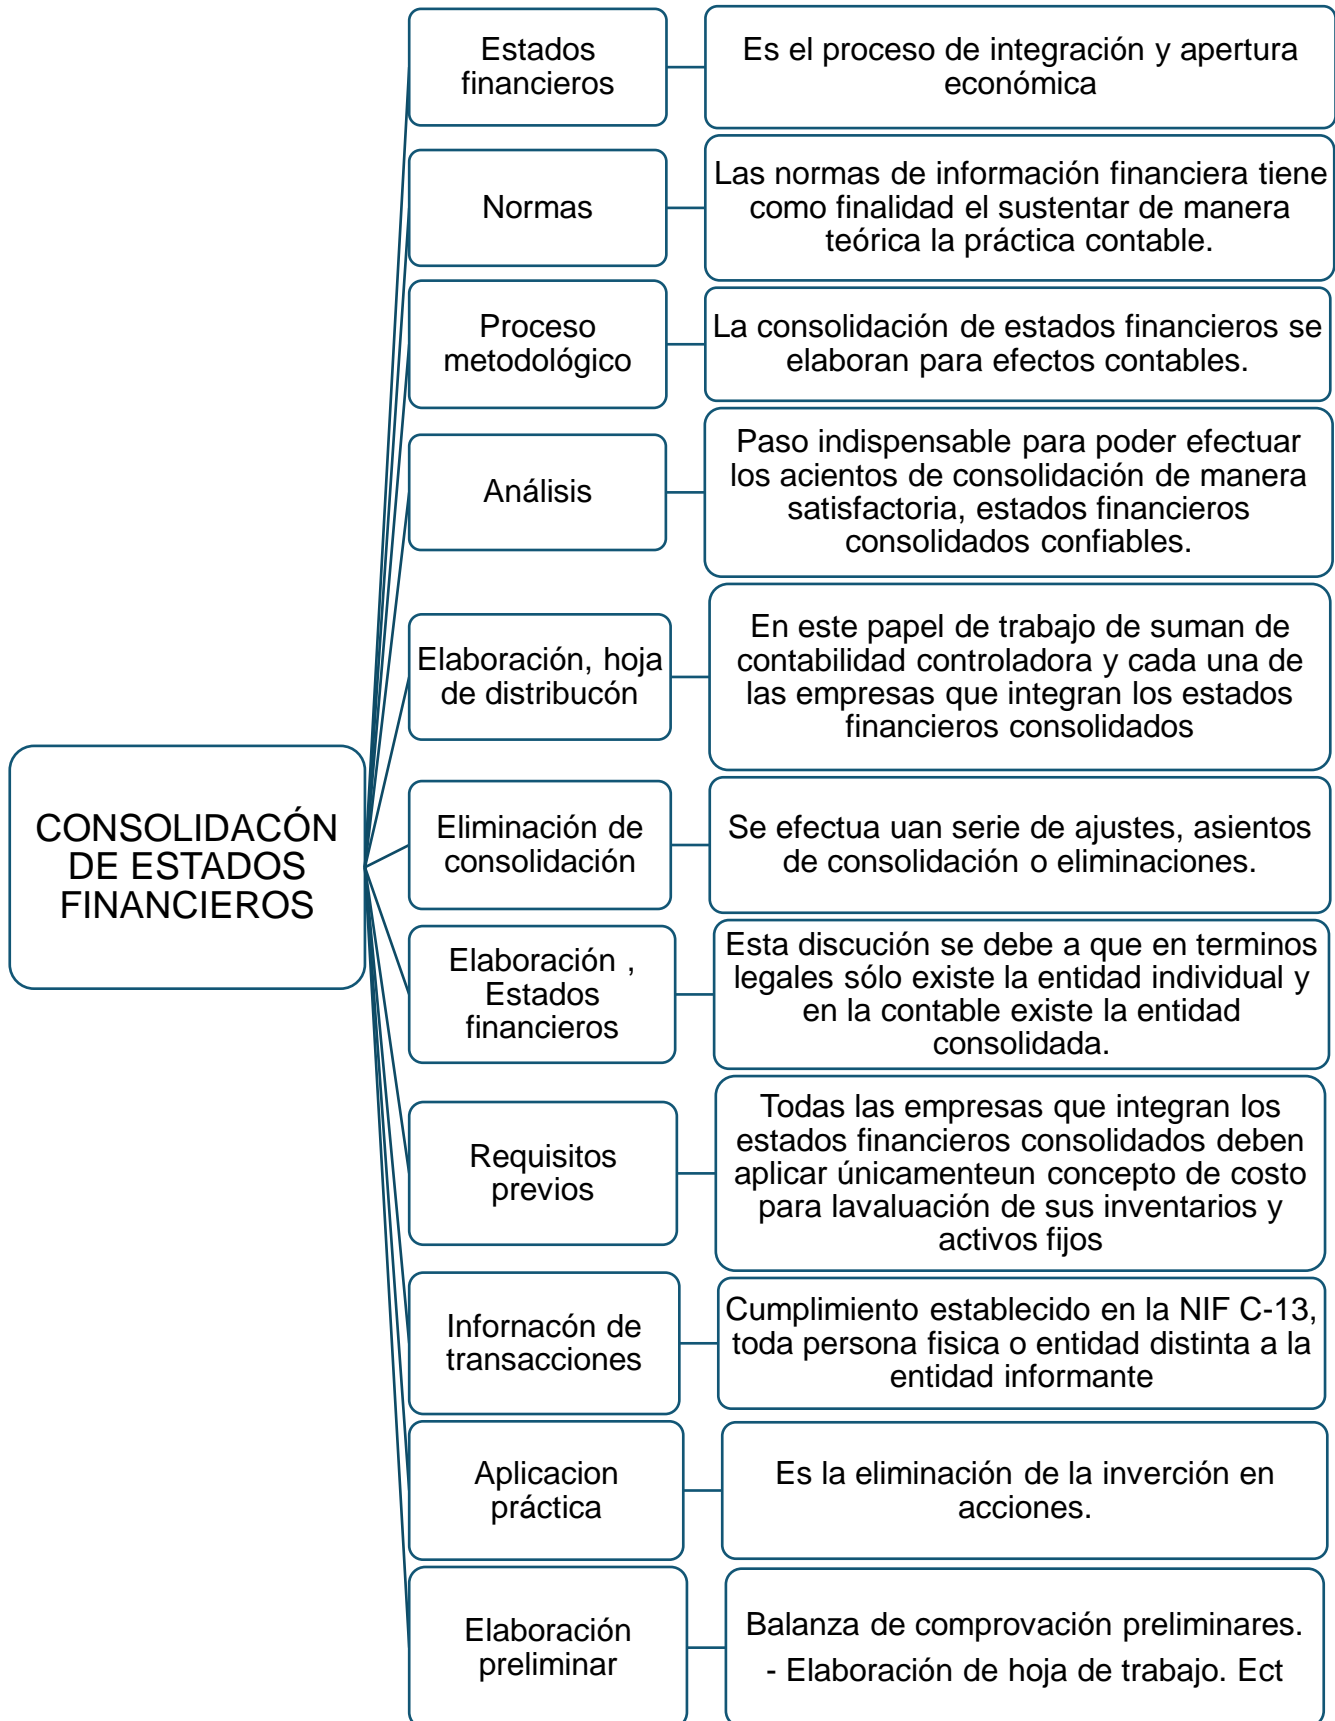 Estados
financieros
Es el proceso de integración y apertura
económica
Normas
Las normas de información financiera tiene
como finalidad el sustentar de manera
teórica la práctica contable.
Proceso
metodológico
La consolidación de estados financieros se
elaboran para efectos contables.
Análisis
Paso indispensable para poder efectuar
los acientos de consolidación de manera
satisfactoria, estados financieros
consolidados confiables.
Elaboración, hoja
de distribucón
En este papel de trabajo de suman de
contabilidad controladora y cada una de
las empresas que integran los estados
financieros consolidados
CONSOLIDACÓN
DE ESTADOS
FINANCIEROS
Eliminación de
consolidación
Se efectua uan serie de ajustes, asientos
de consolidación o eliminaciones.
Elaboración ,
Estados
financieros
Esta discución se debe a que en terminos
legales sólo existe la entidad individual y
en la contable existe la entidad
consolidada.
Requisitos
previos
Todas las empresas que integran los
estados financieros consolidados deben
aplicar únicamenteun concepto de costo
para lavaluación de sus inventarios y
activos fijos
Infornacón de
transacciones
Cumplimiento establecido en la NIF C-13,
toda persona fisica o entidad distinta a la
entidad informante
Aplicacion
práctica
Es la eliminación de la inverción en
acciones.
Elaboración
preliminar
Balanza de comprovación preliminares.
- Elaboración de hoja de trabajo. Ect